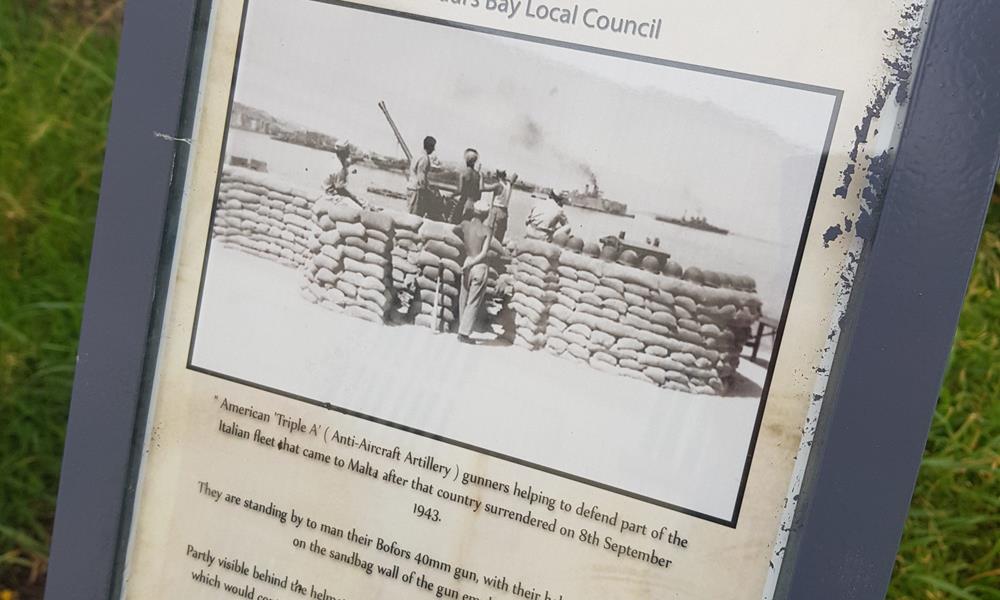 Bay Local Council
" American 'Triple A' ( Anti-Aircraft Artillery ) gunners helping to defend part of the
Italian fleet that came to Malta after that country surrendered on 8th September
1943.
They are standing by to man their Bofors 40mm gun, with their
on the sandbag wall of the gun
Partly visible behind the
which would